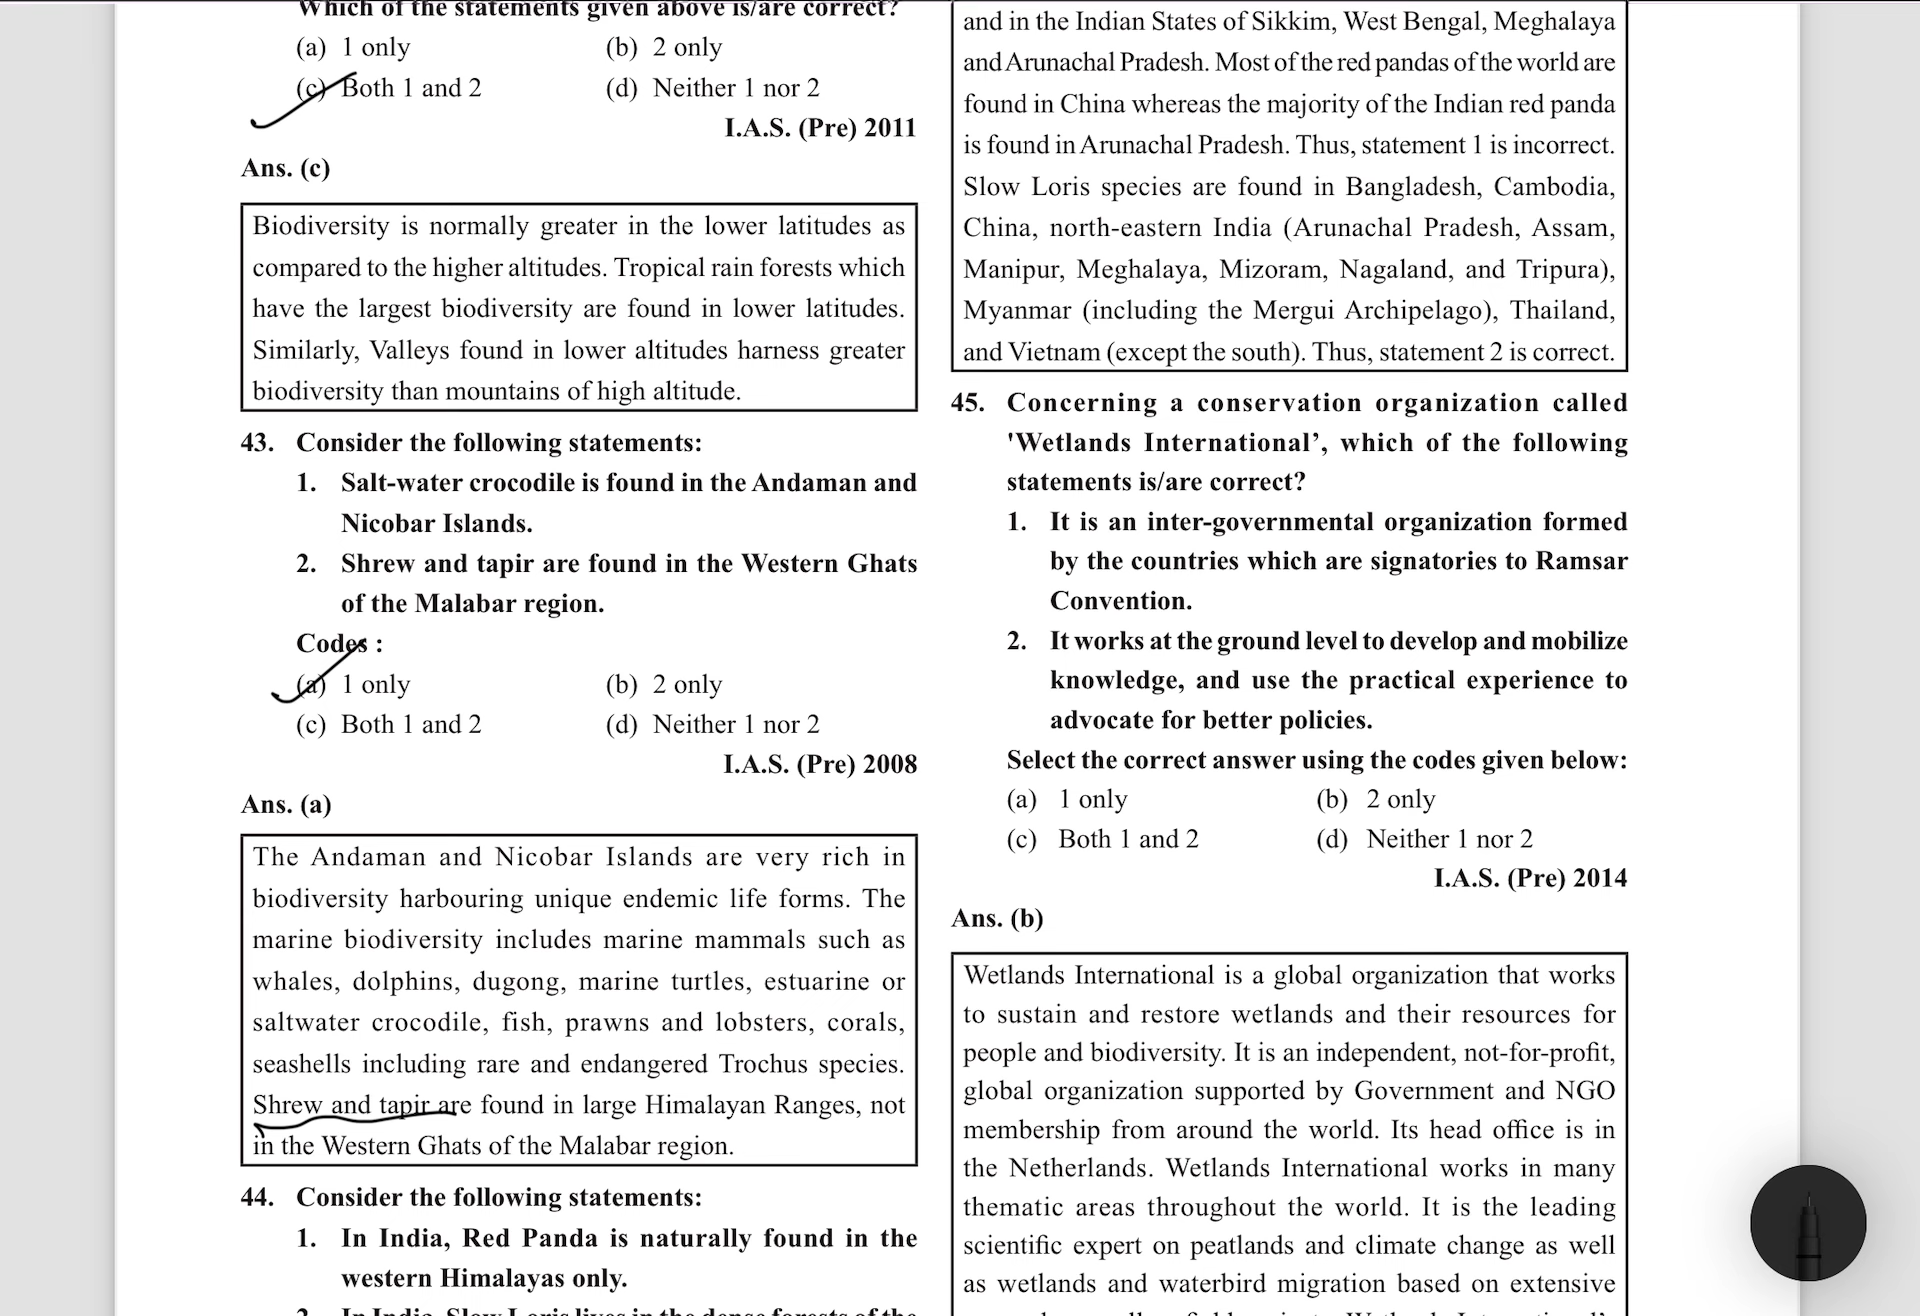 Which of the statements given above is/are correct?
(a) 1 only (b) 2 only
(c) Both 1 and 2 (d) Neither 1 nor 2
I.A.S. (Pre) 2011
Ans. (c)
Biodiversity is normally greater in the lower latitudes as
compared to the higher altitudes. Tropical rain forests which
have the largest biodiversity are found in lower latitudes.
Similarly, Valleys found in lower altitudes harness greater
biodiversity than mountains of high altitude.
43. Consider the following statements:
1. Salt-water crocodile is found in the Andaman and
Nicobar Islands.
2. Shrew and tapir are found in the Western Ghats
of the Malabar region.
Codes :
(a) 1 only (b) 2 only
(c) Both 1 and 2 (d) Neither 1 nor 2
I.A.S. (Pre) 2008
Ans. (a)
The Andaman and Nicobar Islands are very rich in
biodiversity harbouring unique endemic life forms. The
marine biodiversity includes marine mammals such as
whales, dolphins, dugong, marine turtles, estuarine or
saltwater crocodile, fish, prawns and lobsters, corals,
seashells including rare and endangered Trochus species.
Shrew and tapir are found in large Himalayan Ranges, not
in the Western Ghats of the Malabar region.
44. Consider the following statements:
1. In India, Red Panda is naturally found in the
western Himalayas only.
2. In India, Slow Loris lives in the dense forests of the
and in the Indian States of Sikkim, West Bengal, Meghalaya
and Arunachal Pradesh. Most of the red pandas of the world are
found in China whereas the majority of the Indian red panda
is found in Arunachal Pradesh. Thus, statement 1 is incorrect.
Slow Loris species are found in Bangladesh, Cambodia,
China, north-eastern India (Arunachal Pradesh, Assam,
Manipur, Meghalaya, Mizoram, Nagaland, and Tripura),
Myanmar (including the Mergui Archipelago), Thailand,
and Vietnam (except the south). Thus, statement 2 is correct.
45. Concerning a conservation organization called
'Wetlands International’, which of the following
statements is/are correct?
1. It is an inter-governmental organization formed
by the countries which are signatories to Ramsar
Convention.
2. It works at the ground level to develop and mobilize
knowledge, and use the practical experience to
advocate for better policies.
Select the correct answer using the codes given below:
(a) 1 only (b) 2 only
(c) Both 1 and 2 (d) Neither 1 nor 2
I.A.S. (Pre) 2014
Ans. (b)
Wetlands International is a global organization that works
to sustain and restore wetlands and their resources for
people and biodiversity. It is an independent, not-for-profit,
global organization supported by Government and NGO
membership from around the world. Its head office is in
the Netherlands. Wetlands International works in many
thematic areas throughout the world. It is the leading
scientific expert on peatlands and climate change as well
as wetlands and waterbird migration based on extensive